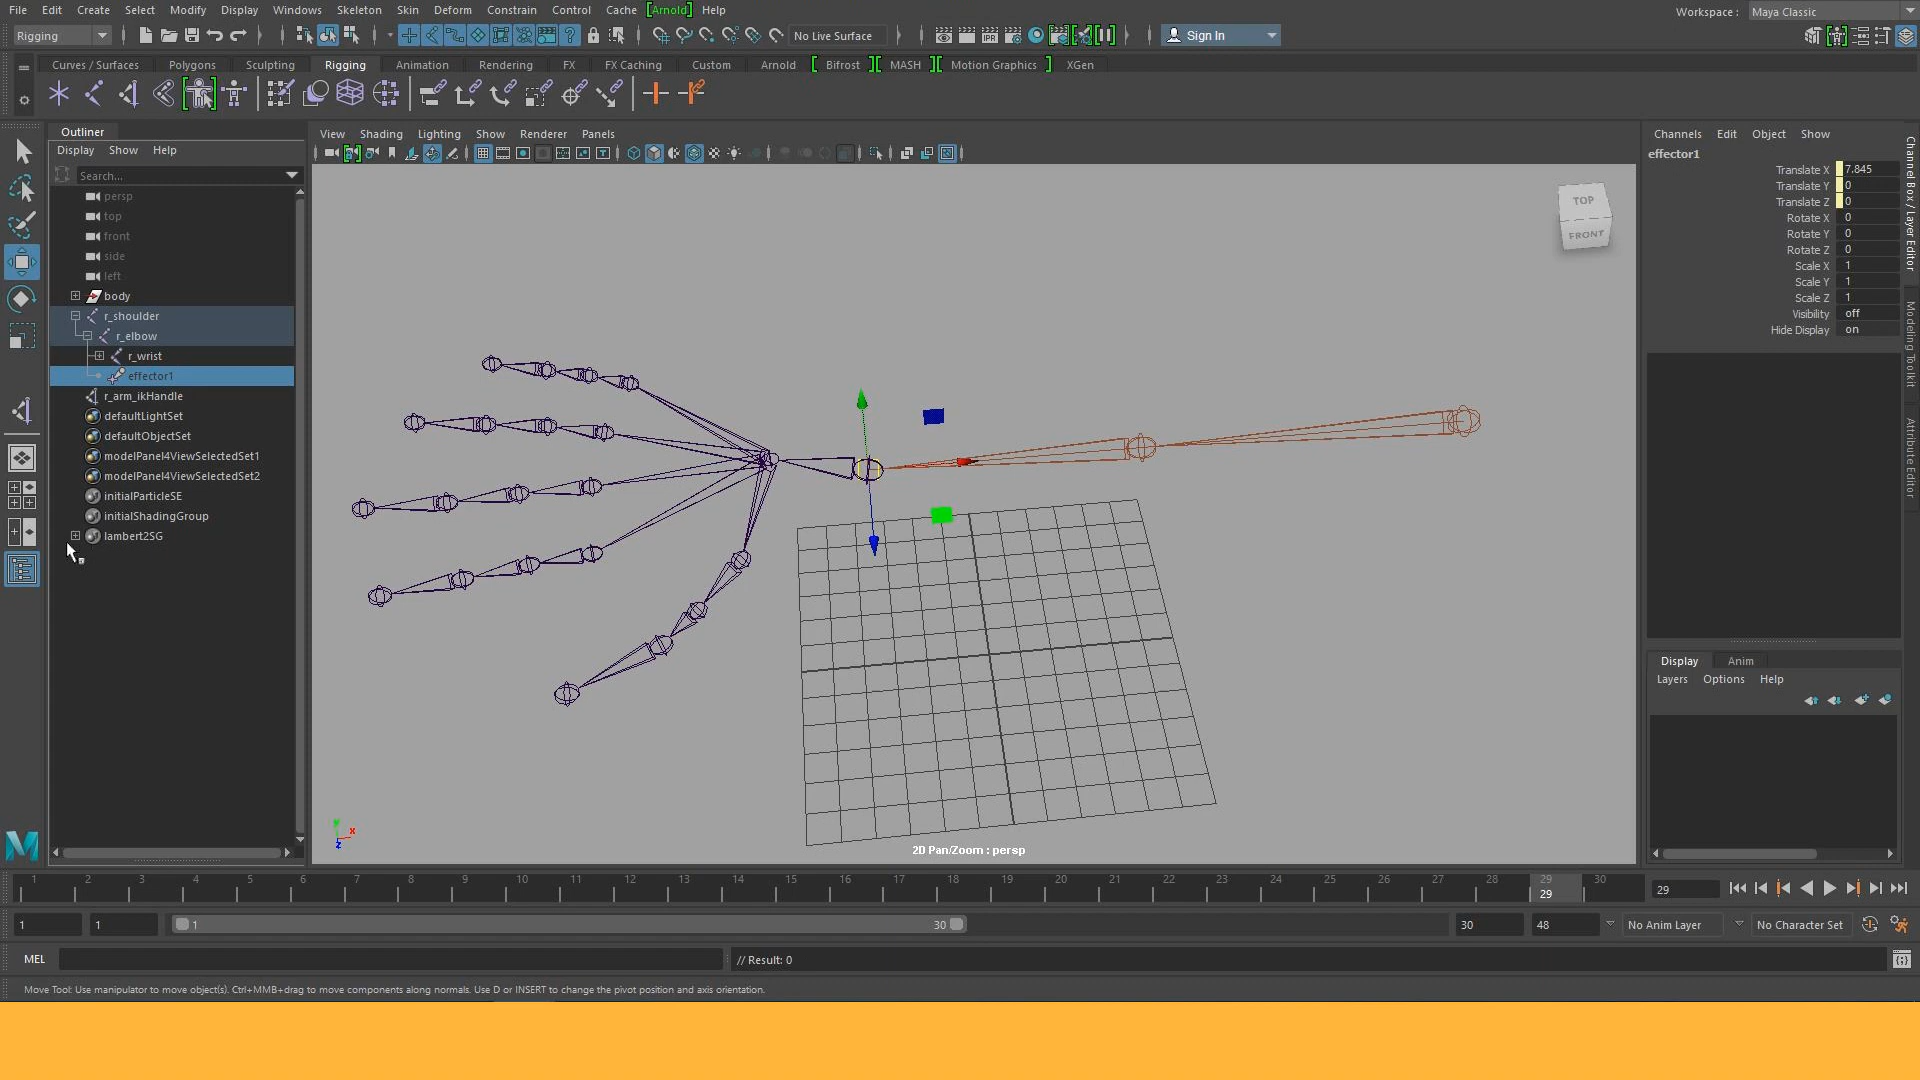 File Edit Create Select Modify Display Windows Skeleton Skin Deform Constrain Control Cache [Arnold] Help
Workspace : Maya Classic
Rigging
No Live Surface
Sign In
Curves / Surfaces Polygons Sculpting Rigging Animation Rendering FX FX Caching Custom Arnold Bifrost MASH Motion Graphics XGen
Outliner
Display Show Help
Search...
persp
top
front
side
left
body
r_shoulder
r_elbow
r_wrist
effector1
r_arm_ikHandle
defaultLightSet
defaultObjectSet
modelPanel4ViewSelectedSet1
modelPanel4ViewSelectedSet2
initialParticleSE
initialShadingGroup
lambert2SG
View Shading Lighting Show Renderer Panels
IPR
TOP
FRONT
y
x
z
2D Pan/Zoom : persp
Channels Edit Object Show
effector1
Translate X 7.845
Translate Y 0
Translate Z 0
Rotate X 0
Rotate Y 0
Rotate Z 0
Scale X 1
Scale Y 1
Scale Z 1
Visibility off
Hide Display on
Channel Box / Layer Editor
Modeling Toolkit
Attribute Editor
Display Anim
Layers Options Help
1 2 3 4 5 6 7 8 9 10 11 12 13 14 15 16 17 18 19 20 21 22 23 24 25 26 27 28 29 30
29
29
1 1 1 30 30 48 No Anim Layer No Character Set
MEL
// Result: 0
Move Tool: Use manipulator to move object(s). Ctrl+MMB+drag to move components along normals. Use D or INSERT to change the pivot position and axis orientation.